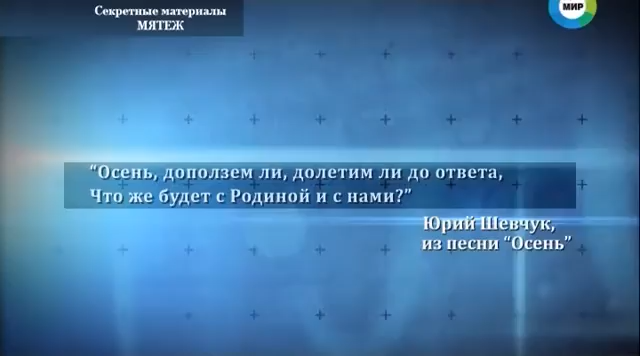 Секретные материалы
МЯТЕЖ
МИР
“Осень, доползем ли, долетим ли до ответа,
Что же будет с Родиной и с нами?”
Юрий Шевчук,
из песни “Осень”